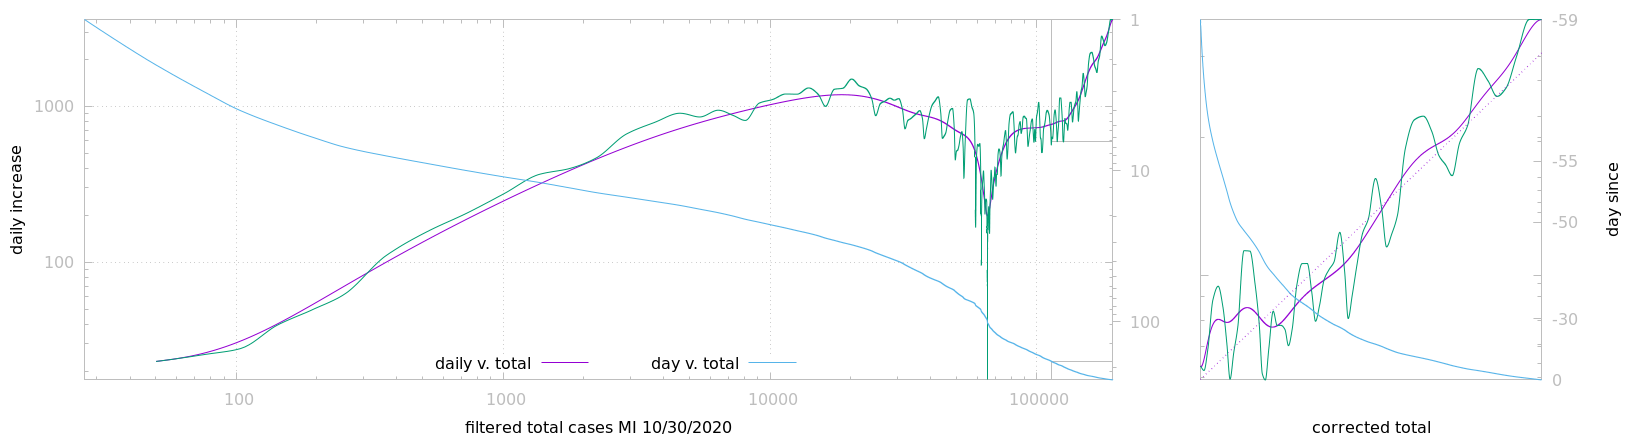 1
-59
1000
daily increase
10
-55
-50
day since
100
100
-30
daily v. total
day v. total
0
100
1000
10000
100000
filtered total cases MI 10/30/2020
corrected total